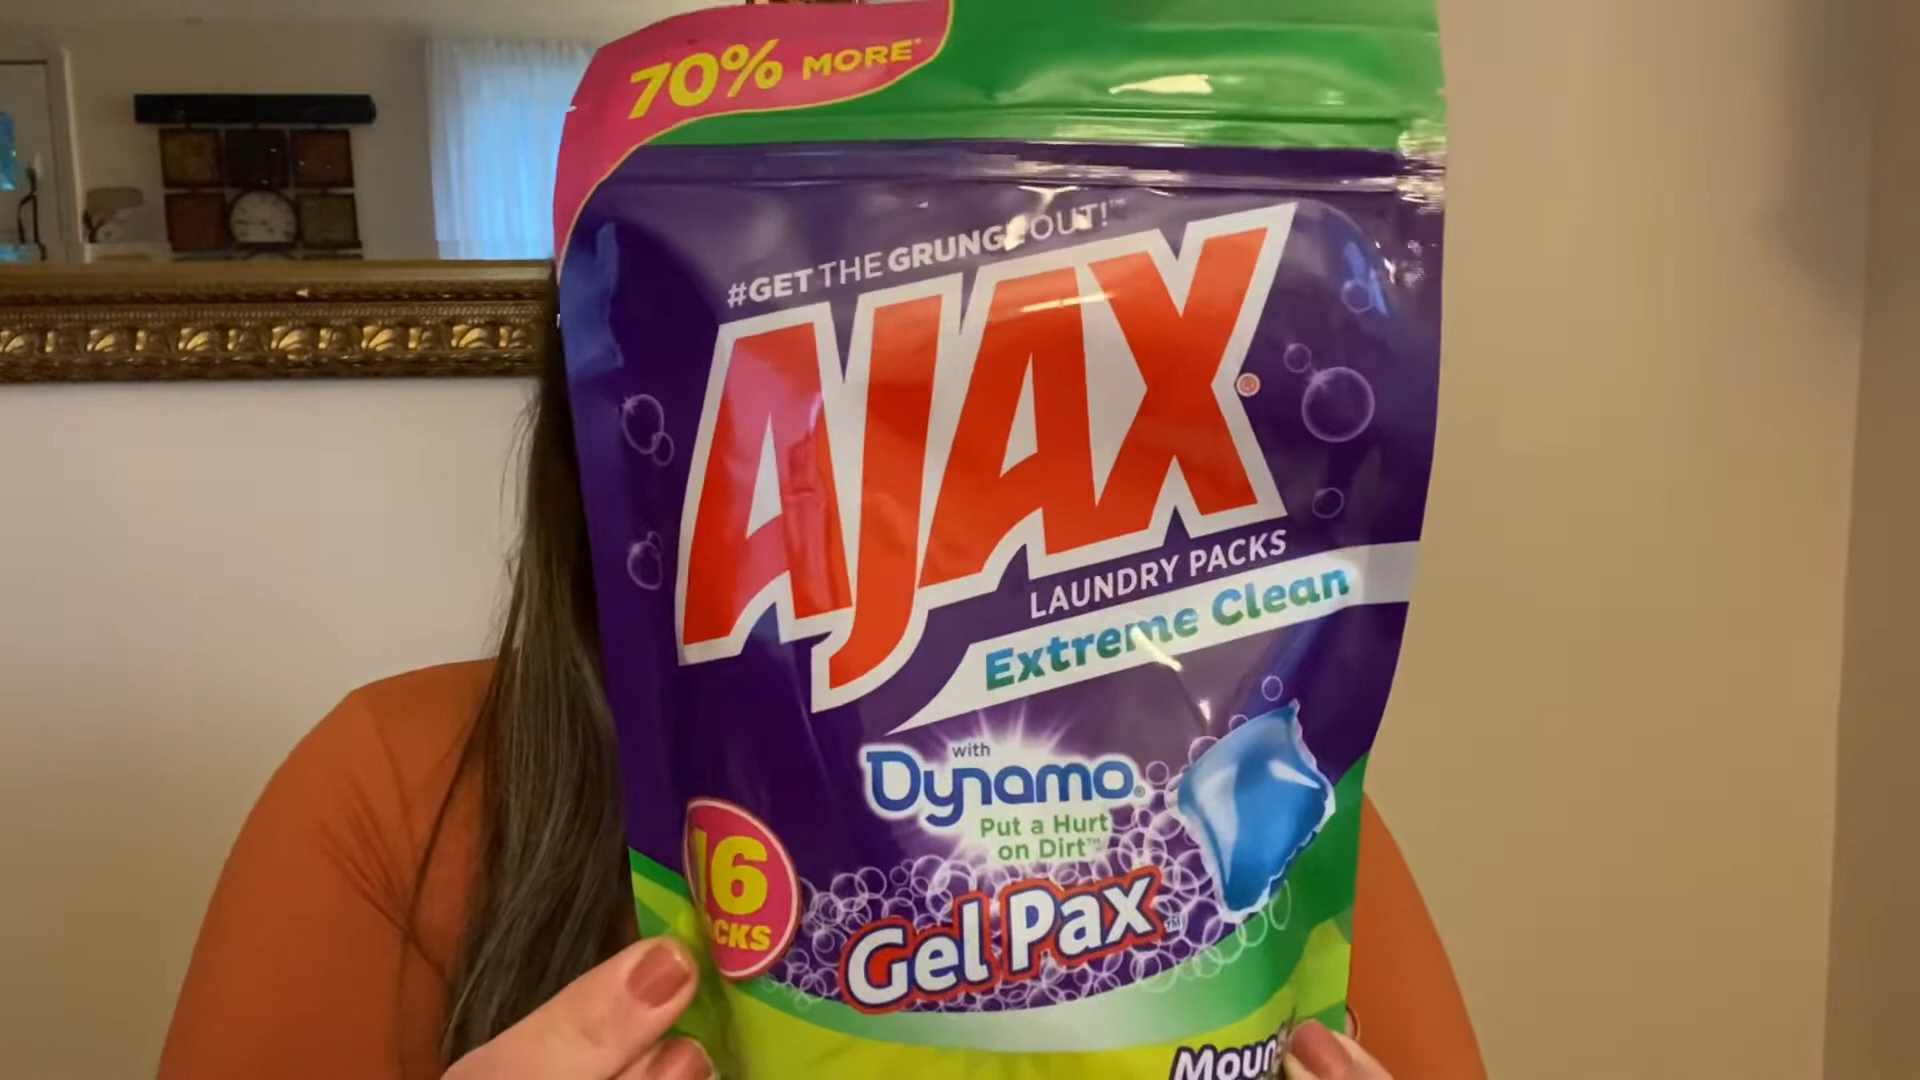 70% MORE*
#GET THE GRUNGE OUT!™
AJAX®
LAUNDRY PACKS
Extreme Clean
with
Dynamo®
Put a Hurt
on Dirt™
16
Gel Pax™